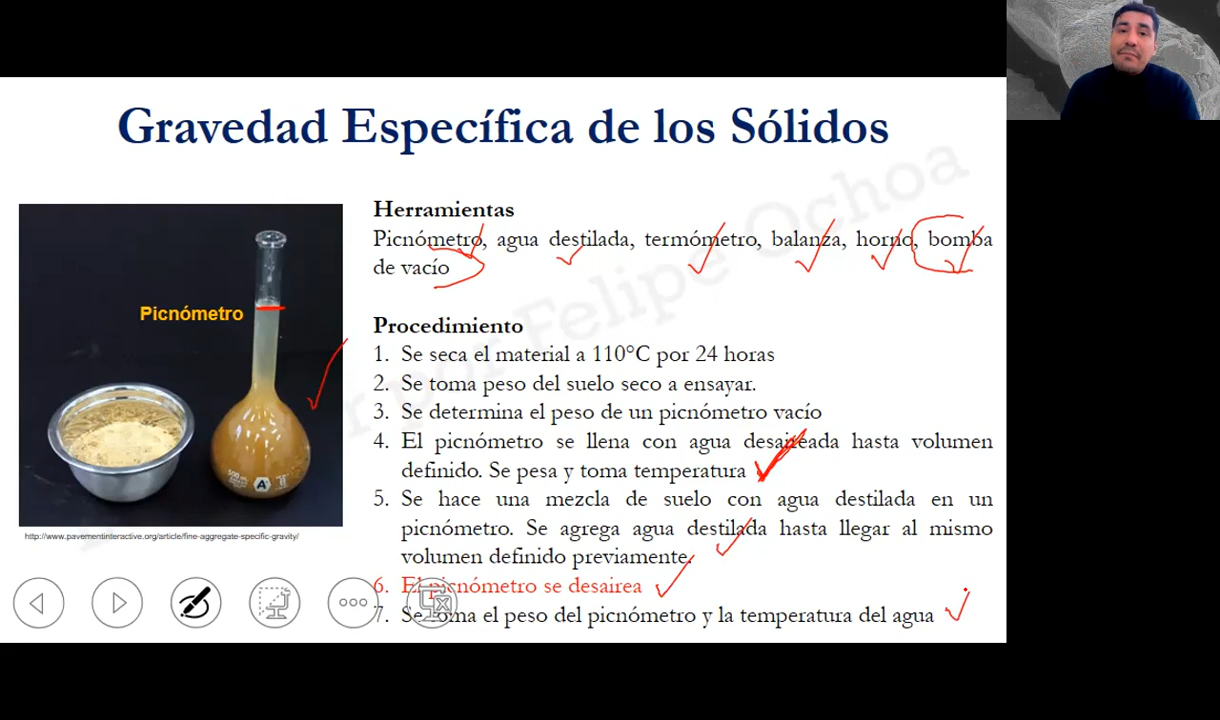 Gravedad Específica de los Sólidos
Herramientas
Picnómetro, agua destilada, termómetro, balanza, horno, bomba
de vacío
Picnómetro
Procedimiento
1. Se seca el material a 110°C por 24 horas
2. Se toma peso del suelo seco a ensayar.
3. Se determina el peso de un picnómetro vacío
4. El picnómetro se llena con agua desaireada hasta volumen
definido. Se pesa y toma temperatura
5. Se hace una mezcla de suelo con agua destilada en un
picnómetro. Se agrega agua destilada hasta llegar al mismo
volumen definido previamente.
6. El picnómetro se desairea
7. Se toma el peso del picnómetro y la temperatura del agua
A
http://www.pavementinteractive.org/article/fine-aggregate-specific-gravity/
por Felipe Ochoa